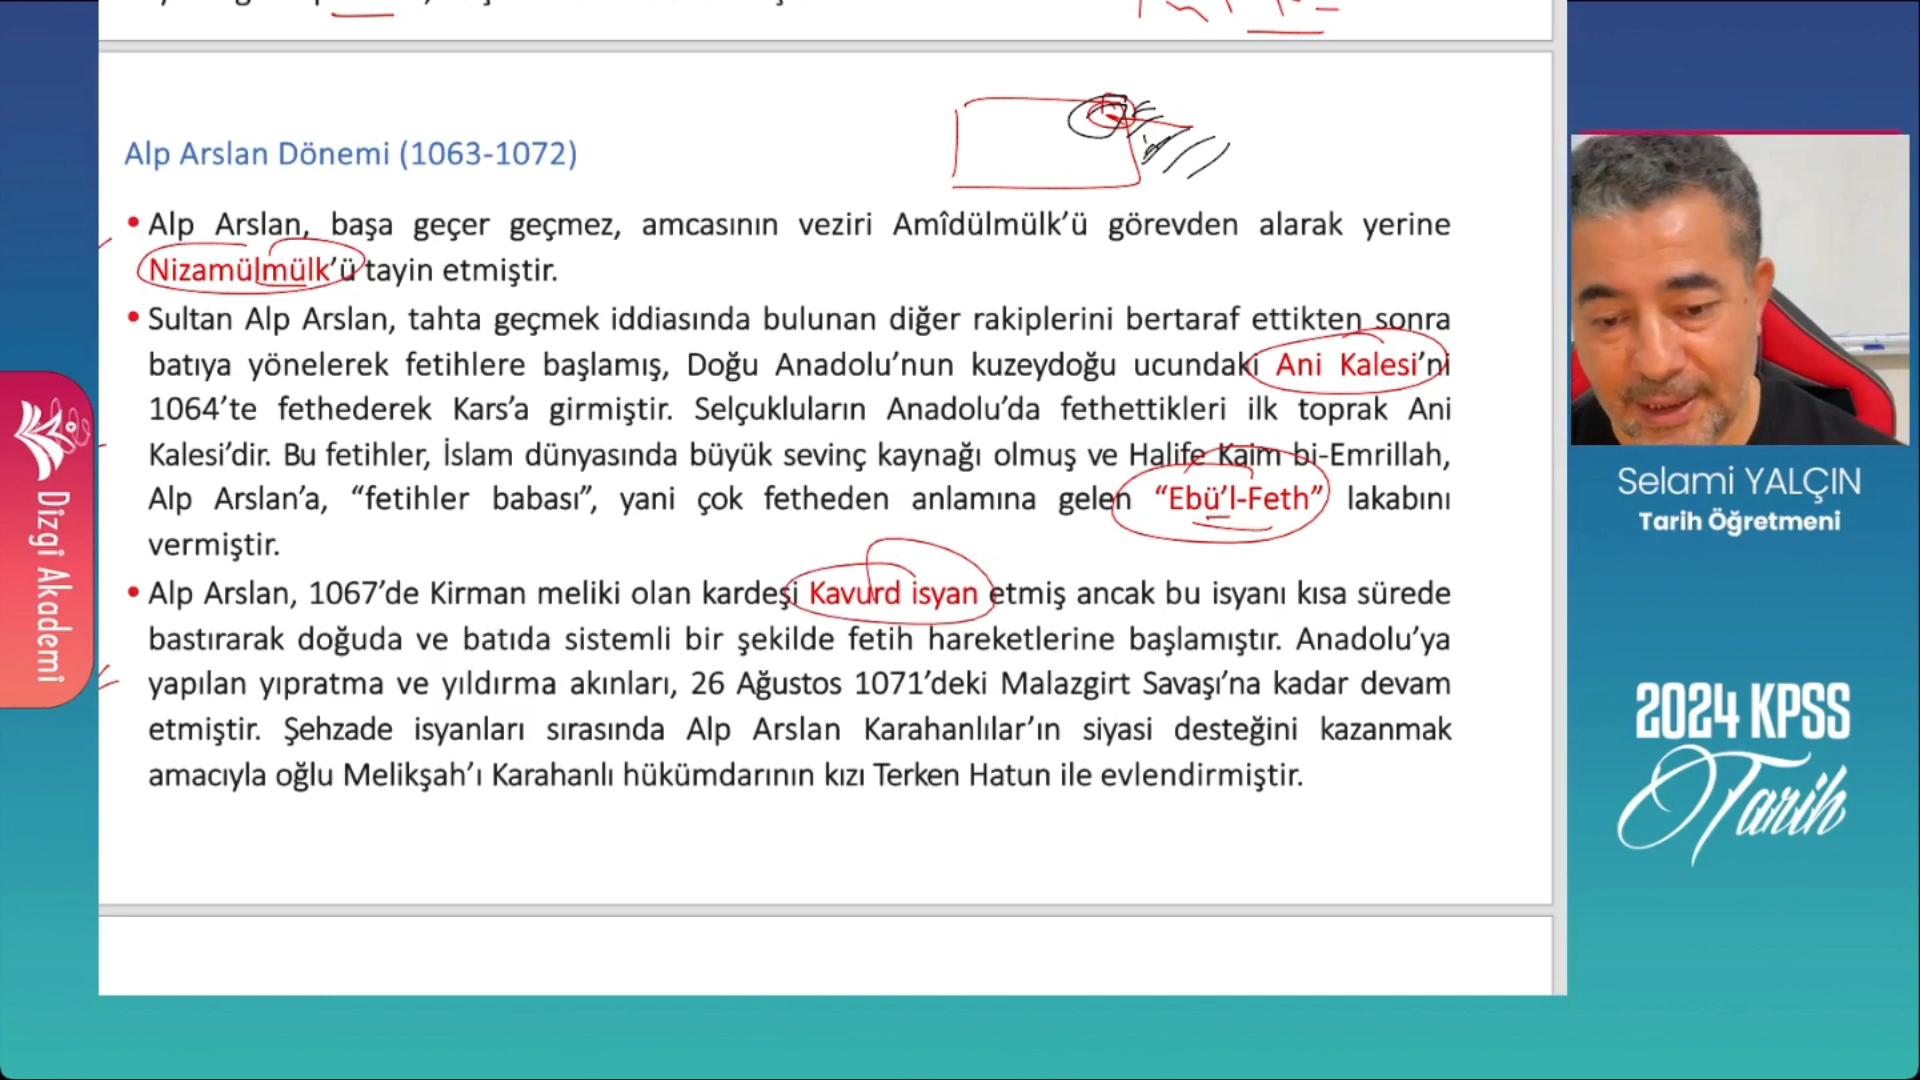 Alp Arslan Dönemi (1063-1072)
• Alp Arslan, başa geçer geçmez, amcasının veziri Amîdülmülk’ü görevden alarak yerine
Nizamülmülk’ü tayin etmiştir.
• Sultan Alp Arslan, tahta geçmek iddiasında bulunan diğer rakiplerini bertaraf ettikten sonra
batıya yönelerek fetihlere başlamış, Doğu Anadolu’nun kuzeydoğu ucundaki Ani Kalesi’ni
1064’te fethederek Kars’a girmiştir. Selçukluların Anadolu’da fethettikleri ilk toprak Ani
Kalesi’dir. Bu fetihler, İslam dünyasında büyük sevinç kaynağı olmuş ve Halife Kaim bi-Emrillah,
Alp Arslan’a, “fetihler babası”, yani çok fetheden anlamına gelen “Ebü’l-Feth” lakabını
vermiştir.
• Alp Arslan, 1067’de Kirman meliki olan kardeşi Kavurd isyan etmiş ancak bu isyanı kısa sürede
bastırarak doğuda ve batıda sistemli bir şekilde fetih hareketlerine başlamıştır. Anadolu’ya
yapılan yıpratma ve yıldırma akınları, 26 Ağustos 1071’deki Malazgirt Savaşı’na kadar devam
etmiştir. Şehzade isyanları sırasında Alp Arslan Karahanlılar’ın siyasi desteğini kazanmak
amacıyla oğlu Melikşah’ı Karahanlı hükümdarının kızı Terken Hatun ile evlendirmiştir.
Dizgi Akademi
Selami YALÇIN
Tarih Öğretmeni
2024 KPSS
Tarih